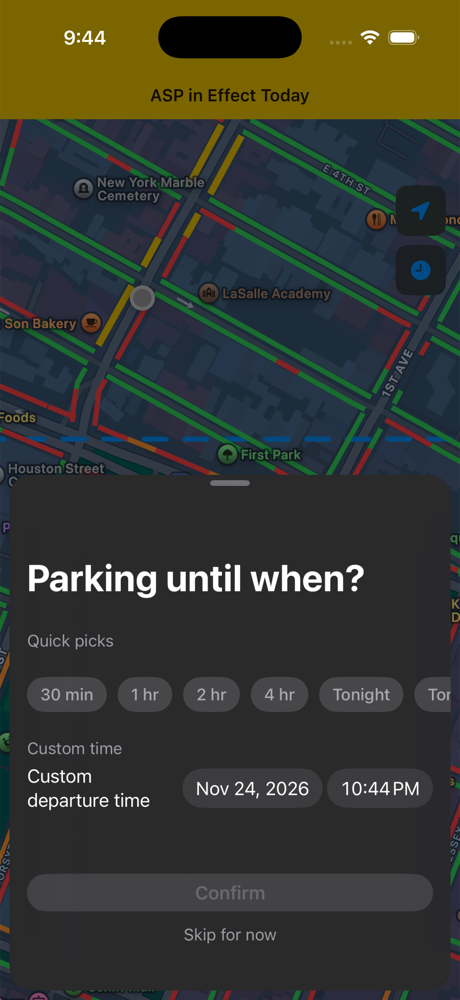 9:44
ASP in Effect Today
E 4TH ST
New York Marble
Cemetery
LaSalle Academy
Son Bakery
1ST AVE
Foods
First Park
Houston Street
Parking until when?
Quick picks
30 min
1 hr
2 hr
4 hr
Tonight
Custom time
Custom
departure time
Nov 24, 2026
10:44 PM
Confirm
Skip for now